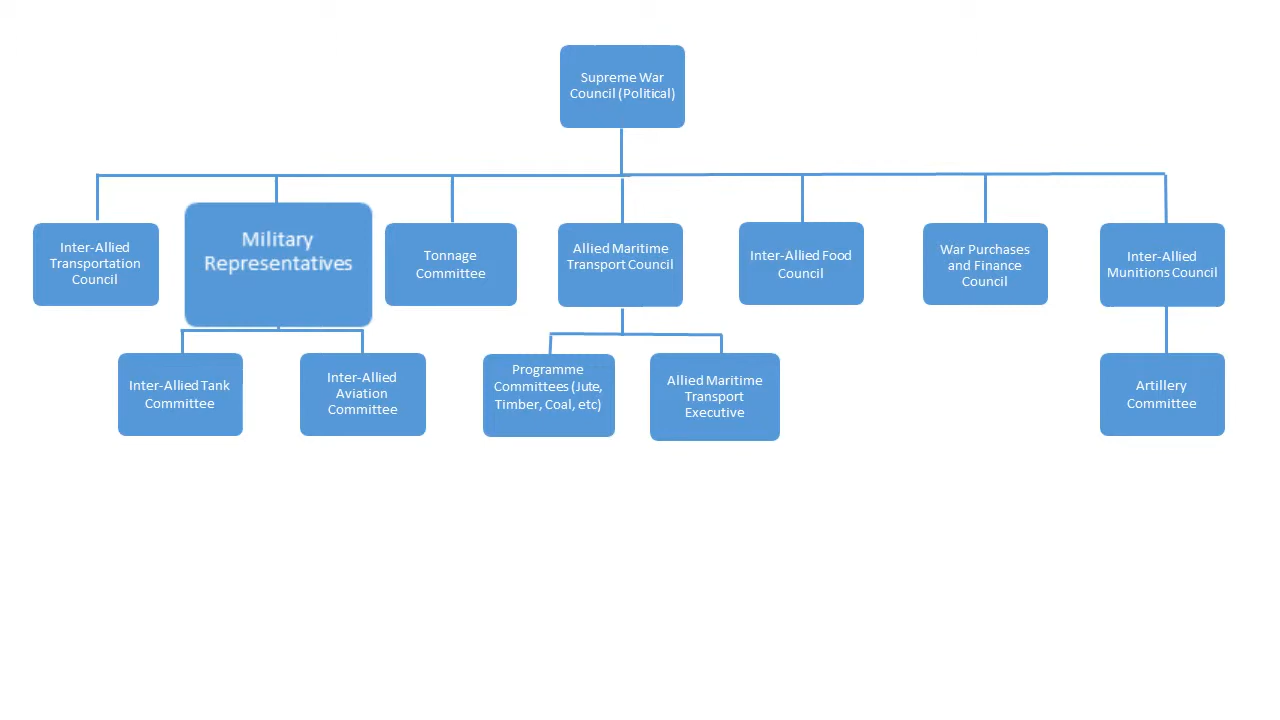 Supreme War
Council (Political)
Inter-Allied
Transportation
Council
Military
Representatives
Tonnage
Committee
Allied Maritime
Transport Council
Inter-Allied Food
Council
War Purchases
and Finance
Council
Inter-Allied
Munitions Council
Inter-Allied Tank
Committee
Inter-Allied
Aviation
Committee
Programme
Committees (Jute,
Timber, Coal, etc)
Allied Maritime
Transport
Executive
Artillery
Committee